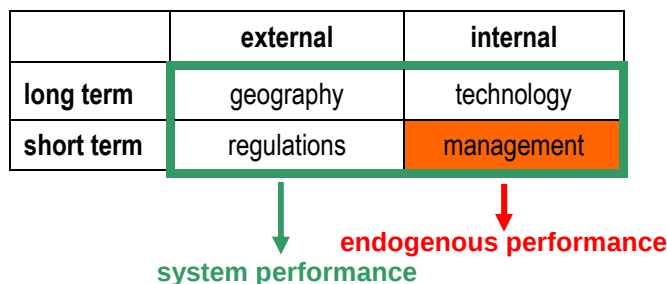 external internal
long term geography technology
short term regulations management
endogenous performance
system performance